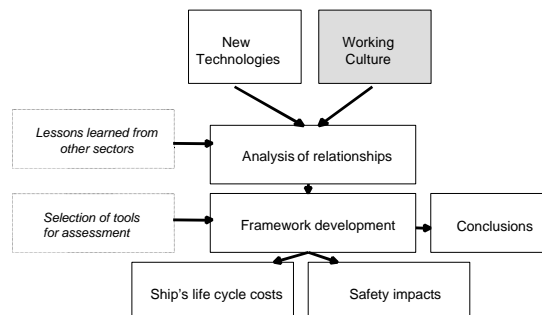 New
Technologies
Working
Culture
Lessons learned from
other sectors
Analysis of relationships
Selection of tools
for assessment
Framework development
Conclusions
Ship's life cycle costs
Safety impacts